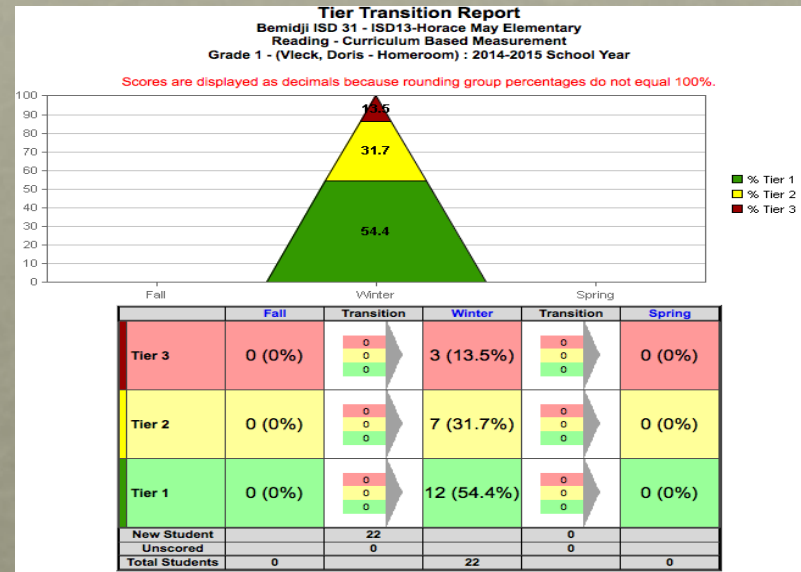 Tier Transition Report
Bemidji ISD 31 - ISD13-Horace May Elementary
Reading - Curriculum Based Measurement
Grade 1 - (Vleck, Doris - Homeroom) : 2014-2015 School Year
Scores are displayed as decimals because rounding group percentages do not equal 100%.
100
90
80
70
60
50
40
30
20
10
0
13.5
31.7
54.4
% Tier 1
% Tier 2
% Tier 3
Fall Winter Spring
Fall Transition Winter Transition Spring
0 0
Tier 3 0 (0%) 0 3 (13.5%) 0 0 (0%)
0 0
0 0
Tier 2 0 (0%) 0 7 (31.7%) 0 0 (0%)
0 0
0 0
Tier 1 0 (0%) 0 12 (54.4%) 0 0 (0%)
0 0
New Student 22 0
Unscored 0 0
Total Students 0 22 0